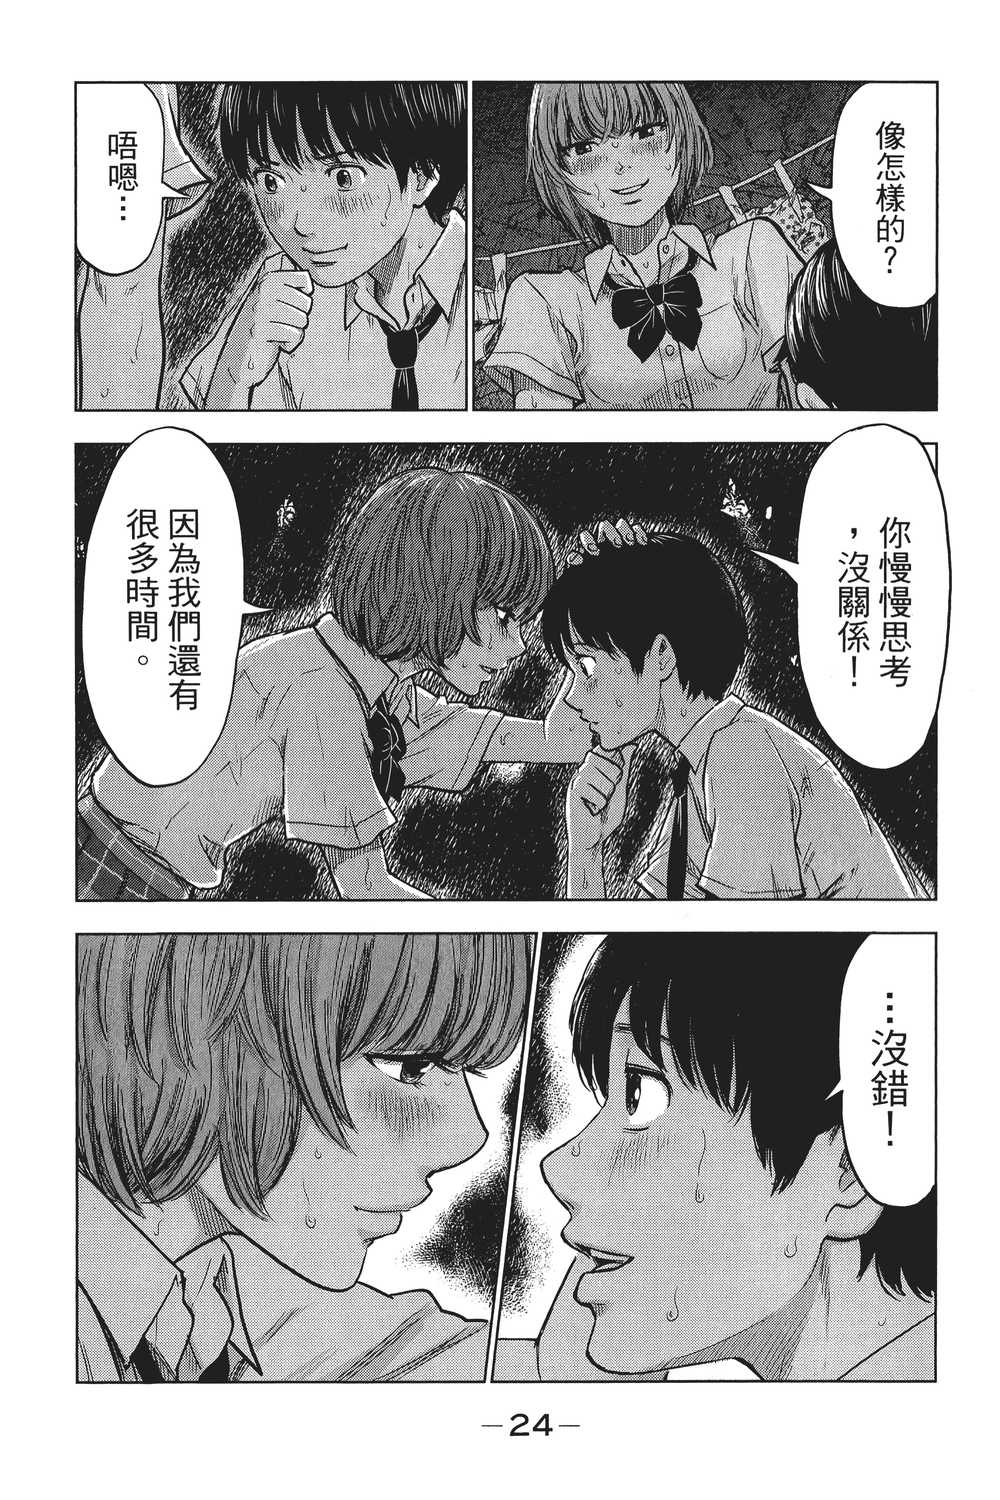 像怎樣的？
唔嗯…
你慢慢思考
，沒關係！
因為我們還有
很多時間。
…沒錯！
－24－